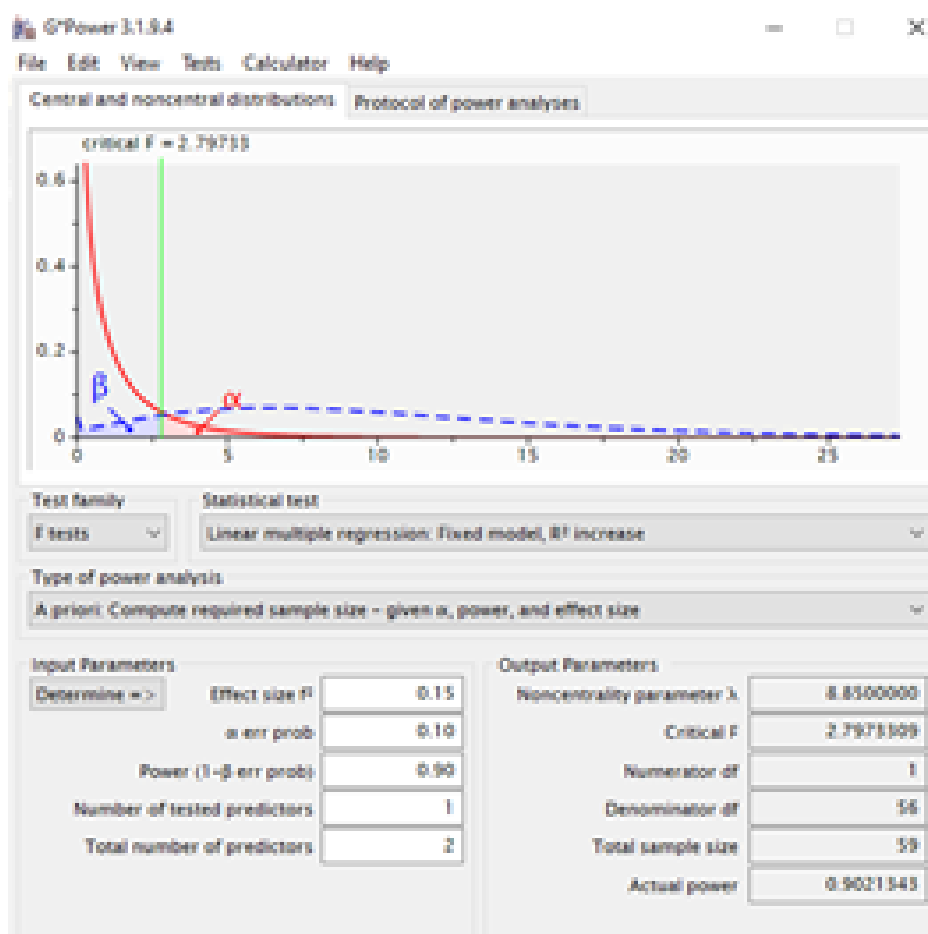 G*Power 3.1.9.4
File Edit View Tests Calculator Help
Central and noncentral distributions Protocol of power analyses
critical F = 2.79733
0.6
0.4
0.2
0
β
α
0 5 10 15 20 25
Test family Statistical test
F tests Linear multiple regression: Fixed model, R² increase
Type of power analysis
A priori: Compute required sample size – given α, power, and effect size
Input Parameters Output Parameters
Determine => Effect size f² 0.15 Noncentrality parameter λ 8.8500000
α err prob 0.10 Critical F 2.7973309
Power (1-β err prob) 0.90 Numerator df 1
Number of tested predictors 1 Denominator df 56
Total number of predictors 2 Total sample size 59
Actual power 0.9021343